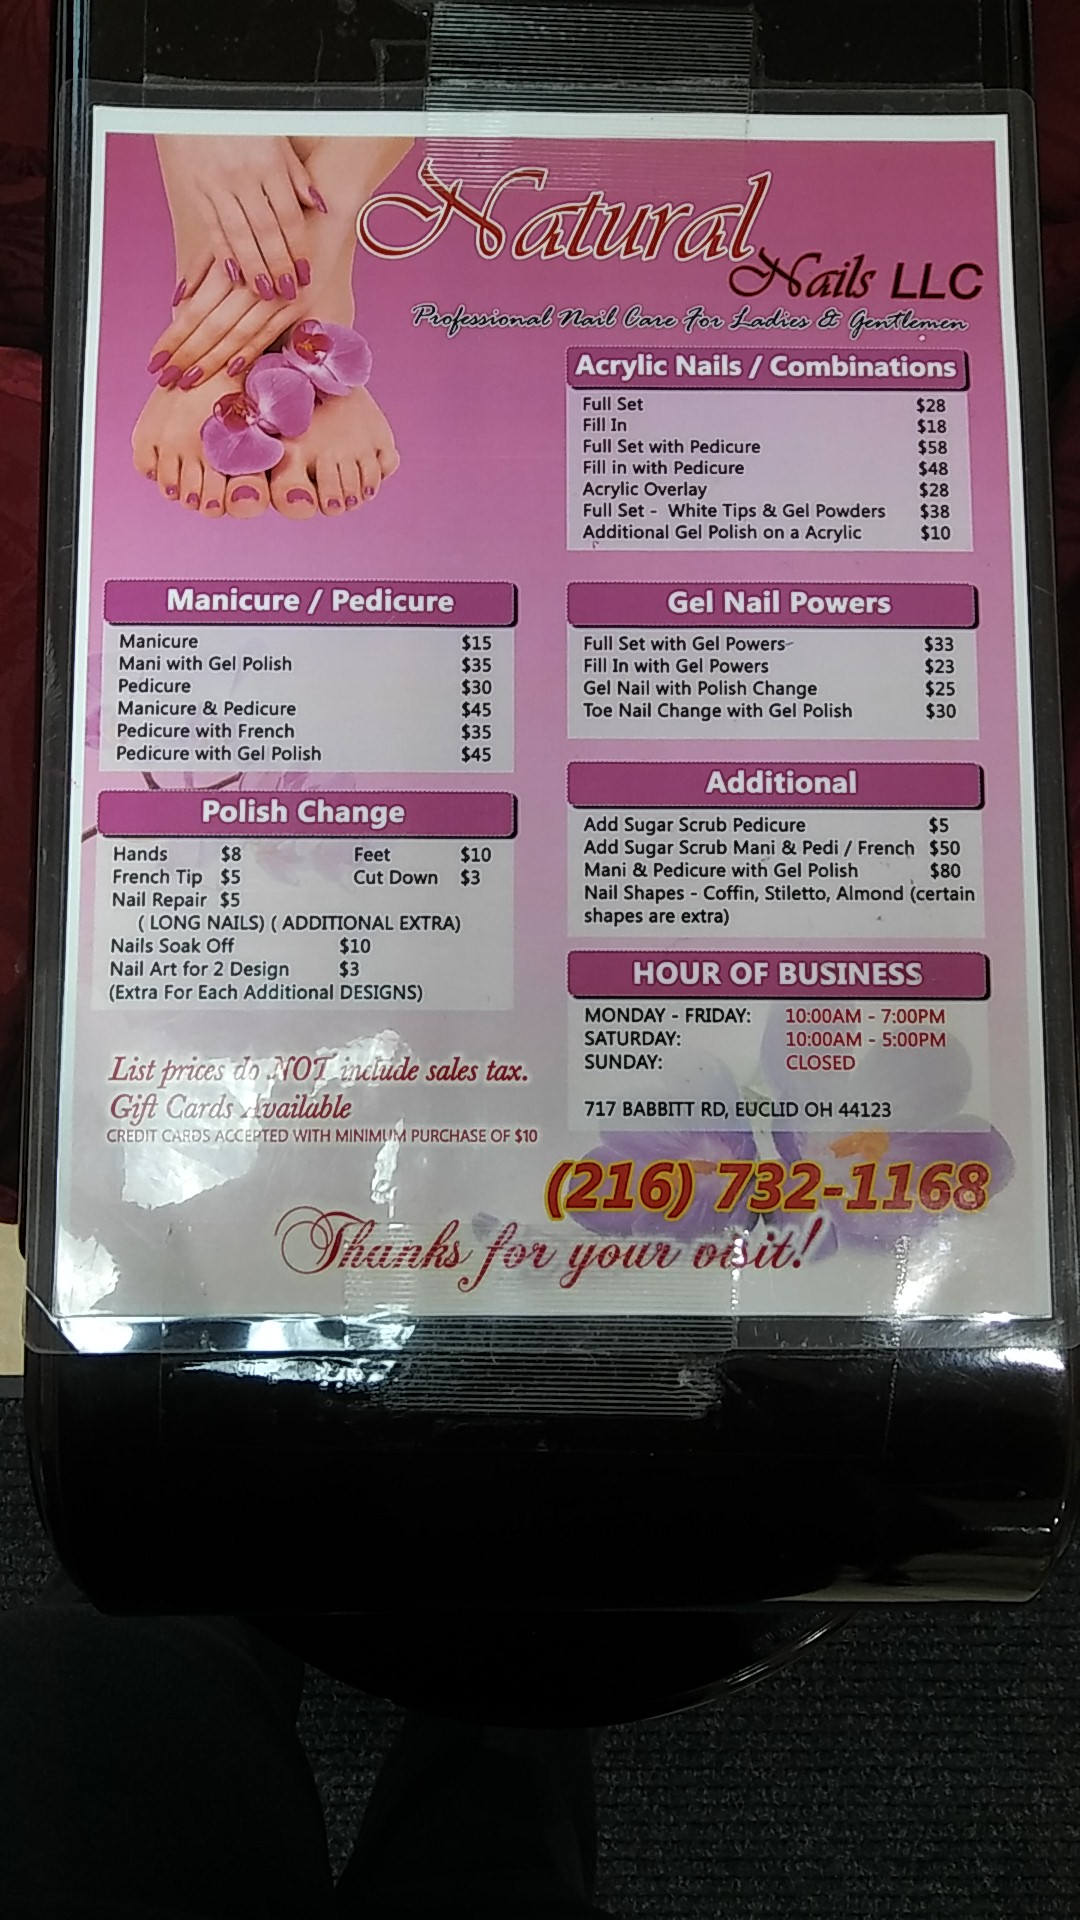 Natural
Nails LLC
Professional Nail Care For Ladies & Gentlemen
Acrylic Nails / Combinations
Full Set $28
Fill In $18
Full Set with Pedicure $58
Fill in with Pedicure $48
Acrylic Overlay $28
Full Set - White Tips & Gel Powders $38
Additional Gel Polish on a Acrylic $10
Manicure / Pedicure
Manicure $15
Mani with Gel Polish $35
Pedicure $30
Manicure & Pedicure $45
Pedicure with French $35
Pedicure with Gel Polish $45
Gel Nail Powers
Full Set with Gel Powers $33
Fill In with Gel Powers $23
Gel Nail with Polish Change $25
Toe Nail Change with Gel Polish $30
Polish Change
Hands $8 Feet $10
French Tip $5 Cut Down $3
Nail Repair $5
( LONG NAILS) ( ADDITIONAL EXTRA)
Nails Soak Off $10
Nail Art for 2 Design $3
(Extra For Each Additional DESIGNS)
Additional
Add Sugar Scrub Pedicure $5
Add Sugar Scrub Mani & Pedi / French $50
Mani & Pedicure with Gel Polish $80
Nail Shapes - Coffin, Stiletto, Almond (certain
shapes are extra)
HOUR OF BUSINESS
MONDAY - FRIDAY: 10:00AM - 7:00PM
SATURDAY: 10:00AM - 5:00PM
SUNDAY: CLOSED
717 BABBITT RD, EUCLID OH 44123
List prices do NOT include sales tax.
Gift Cards Available
CREDIT CARDS ACCEPTED WITH MINIMUM PURCHASE OF $10
(216) 732-1168
Thanks for your visit!